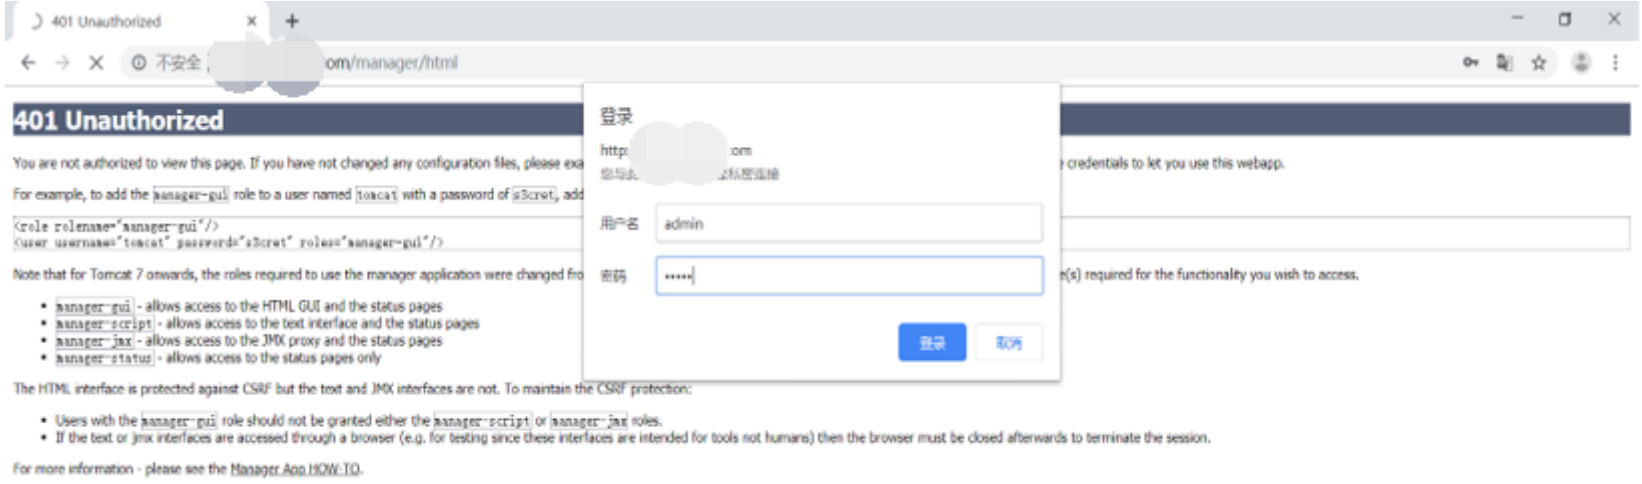 401 Unauthorized
不安全 om/manager/html
401 Unauthorized
You are not authorized to view this page. If you have not changed any configuration files, please exa e credentials to let you use this webapp.
For example, to add the manager-gui role to a user named tomcat with a password of s3cret, add
<role rolename="manager-gui"/>
<user username="tomcat" password="s3cret" roles="manager-gui"/>
Note that for Tomcat 7 onwards, the roles required to use the manager application were changed fro e(s) required for the functionality you wish to access.
• manager-gui - allows access to the HTML GUI and the status pages
• manager-script - allows access to the text interface and the status pages
• manager-jmx - allows access to the JMX proxy and the status pages
• manager-status - allows access to the status pages only
The HTML interface is protected against CSRF but the text and JMX interfaces are not. To maintain the CSRF protection:
• Users with the manager-gui role should not be granted either the manager-script or manager-jmx roles.
• If the text or jmx interfaces are accessed through a browser (e.g. for testing since these interfaces are intended for tools not humans) then the browser must be closed afterwards to terminate the session.
For more information - please see the Manager App HOW-TO.
登录
http: om
您与此 私密连接
用户名 admin
密码 •••••
登录 取消